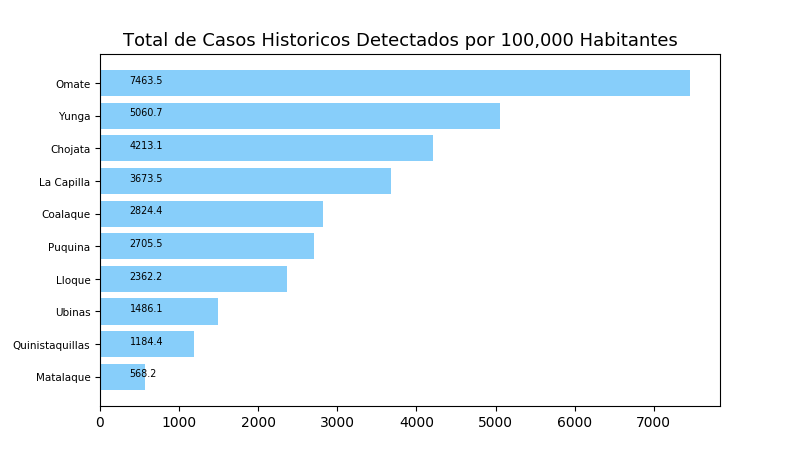 Total de Casos Historicos Detectados por 100,000 Habitantes
Omate 7463.5
Yunga 5060.7
Chojata 4213.1
La Capilla 3673.5
Coalaque 2824.4
Puquina 2705.5
Lloque 2362.2
Ubinas 1486.1
Quinistaquillas 1184.4
Matalaque 568.2
0 1000 2000 3000 4000 5000 6000 7000